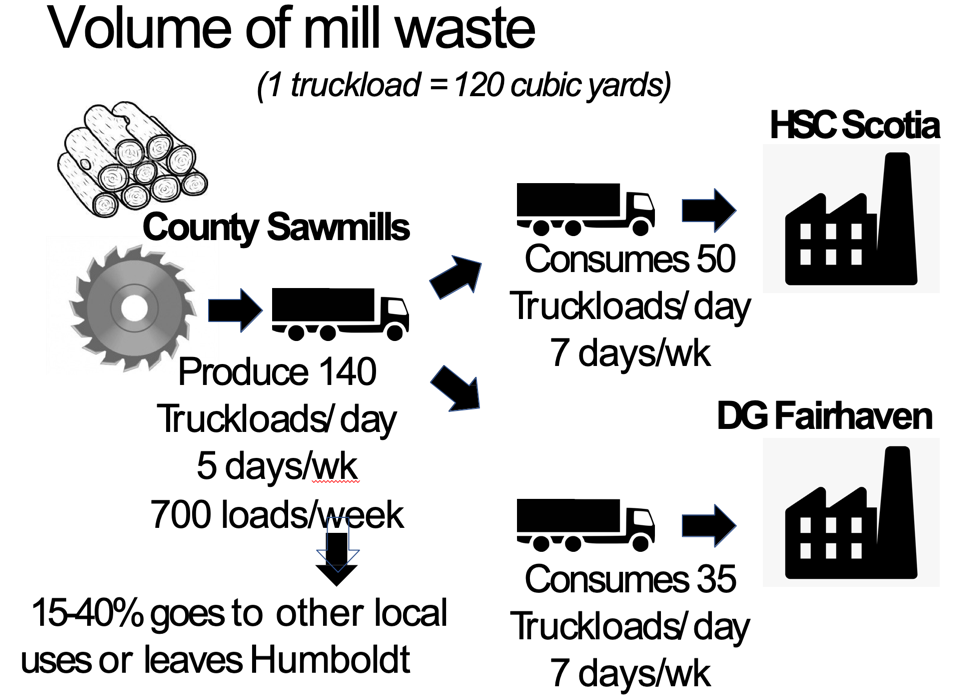 Volume of mill waste
(1 truckload = 120 cubic yards)
HSC Scotia
County Sawmills
Consumes 50
Truckloads/ day
7 days/wk
Produce 140
Truckloads/ day
5 days/wk
700 loads/week
DG Fairhaven
Consumes 35
Truckloads/ day
7 days/wk
15-40% goes to other local
uses or leaves Humboldt